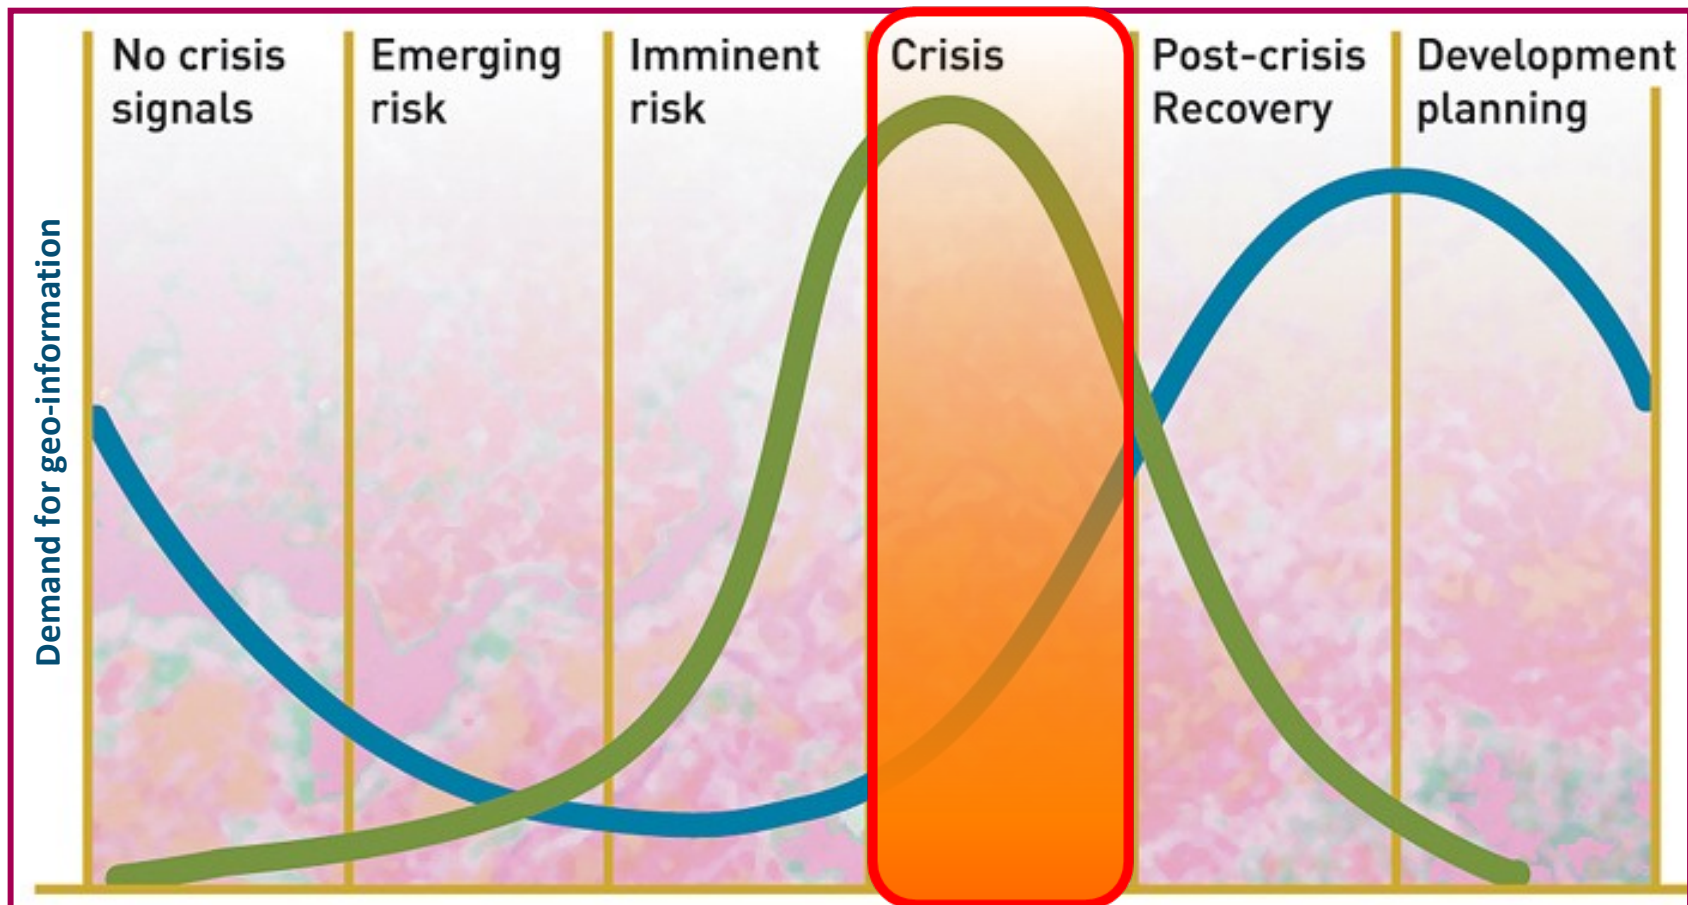 No crisis
signals
Emerging
risk
Imminent
risk
Crisis
Post-crisis
Recovery
Development
planning
Demand for geo-information